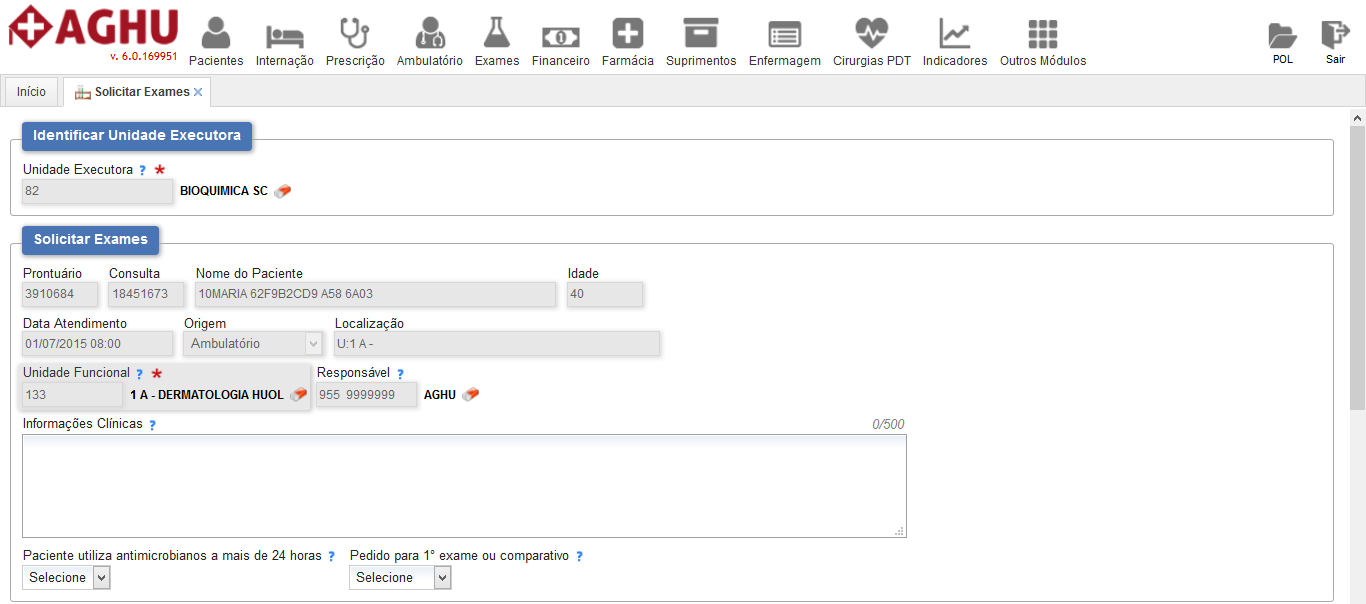 AGHU
v. 6.0.169951
Pacientes Internação Prescrição Ambulatório Exames Financeiro Farmácia Suprimentos Enfermagem Cirurgias PDT Indicadores Outros Módulos POL Sair
Início Solicitar Exames
Identificar Unidade Executora
Unidade Executora ? *
82 BIOQUIMICA SC
Solicitar Exames
Prontuário Consulta Nome do Paciente Idade
3910684 18451673 10MARIA 62F9B2CD9 A58 6A03 40
Data Atendimento Origem Localização
01/07/2015 08:00 Ambulatório U:1 A -
Unidade Funcional ? * Responsável ?
133 1 A - DERMATOLOGIA HUOL 955 9999999 AGHU
Informações Clínicas ? 0/500
Paciente utiliza antimicrobianos a mais de 24 horas ? Pedido para 1° exame ou comparativo ?
Selecione Selecione